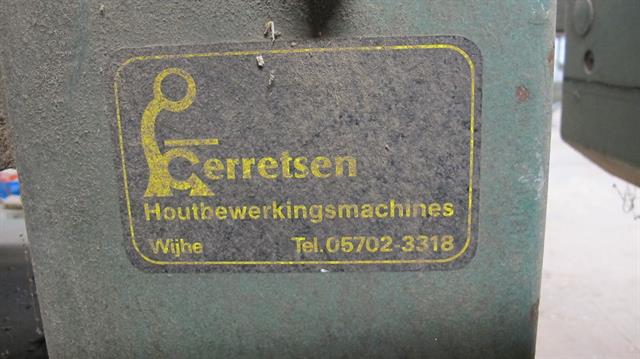 Gerretsen
Houtbewerkingsmachines
Wijhe Tel. 05702-3318